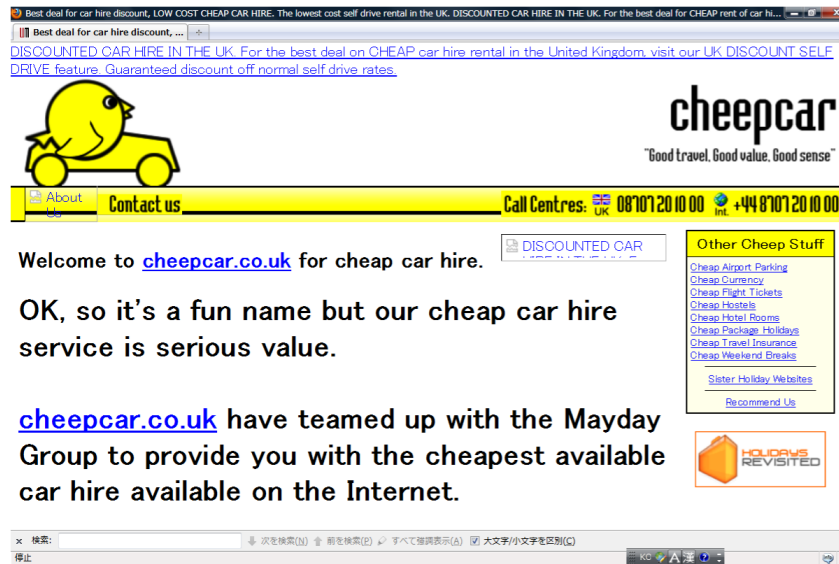 Best deal for car hire discount, LOW COST CHEAP CAR HIRE. The lowest cost self drive rental in the UK. DISCOUNTED CAR HIRE IN THE UK. For the best deal for CHEAP rent of car hi...
Best deal for car hire discount, ...
DISCOUNTED CAR HIRE IN THE UK. For the best deal on CHEAP car hire rental in the United Kingdom, visit our UK DISCOUNT SELF
DRIVE feature. Guaranteed discount off normal self drive rates.
cheepcar
"Good travel, Good value, Good sense"
About
Us
Contact us
Call Centres: UK 08707 20 10 00 Int. +44 8707 20 10 00
Welcome to cheepcar.co.uk for cheap car hire.
DISCOUNTED CAR
OK, so it's a fun name but our cheap car hire
service is serious value.
cheepcar.co.uk have teamed up with the Mayday
Group to provide you with the cheapest available
car hire available on the Internet.
Other Cheep Stuff
Cheap Airport Parking
Cheap Currency
Cheap Flight Tickets
Cheap Hostels
Cheap Hotel Rooms
Cheap Package Holidays
Cheap Travel Insurance
Cheap Weekend Breaks
Sister Holiday Websites
Recommend Us
HOLIDAYS
REVISITED
検索: 次を検索(N) 前を検索(P) すべて強調表示(A) 大文字/小文字を区別(C)
停止
KC A 漢